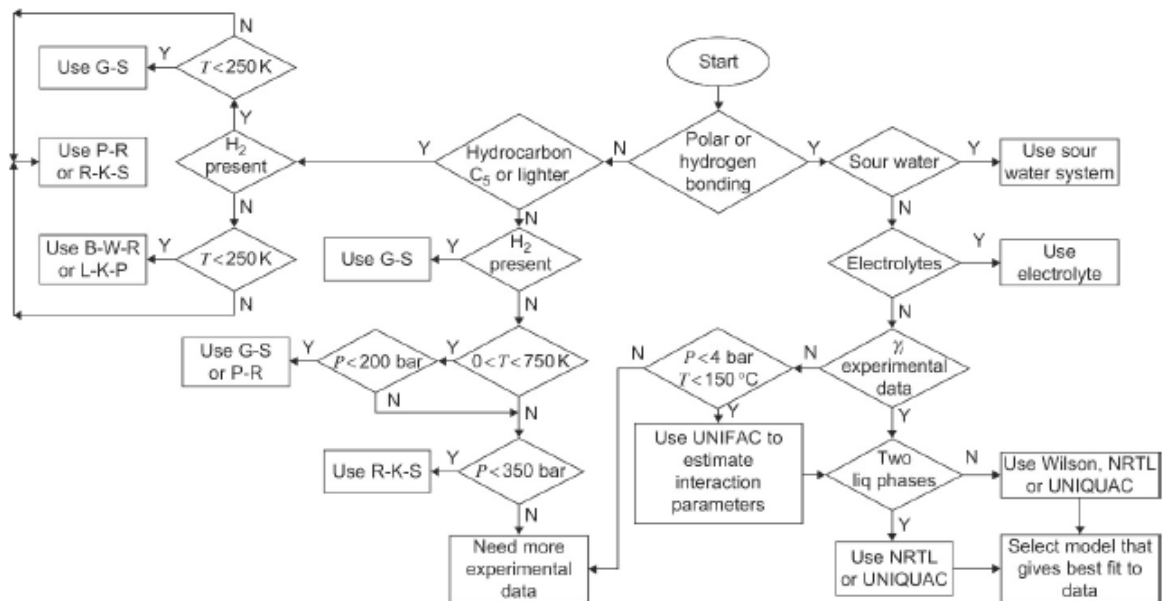 Start
Polar or
hydrogen
bonding
N
Y
Hydrocarbon
C₅ or lighter
Y
N
H₂
present
Y
N
T<250 K
N
Y
Use G-S
Use P-R
or R-K-S
T<250 K
Y
N
Use B-W-R
or L-K-P
H₂
present
Y
N
Use G-S
0<T<750 K
Y
N
P<200 bar
Y
N
Use G-S
or P-R
P<350 bar
Y
N
Use R-K-S
Need more
experimental
data
Sour water
Y
N
Use sour
water system
Electrolytes
Y
N
Use
electrolyte
γᵢ
experimental
data
N
Y
P<4 bar
T<150 °C
N
Y
Use UNIFAC to
estimate
interaction
parameters
Two
liq phases
N
Y
Use Wilson, NRTL
or UNIQUAC
Use NRTL
or UNIQUAC
Select model that
gives best fit to
data